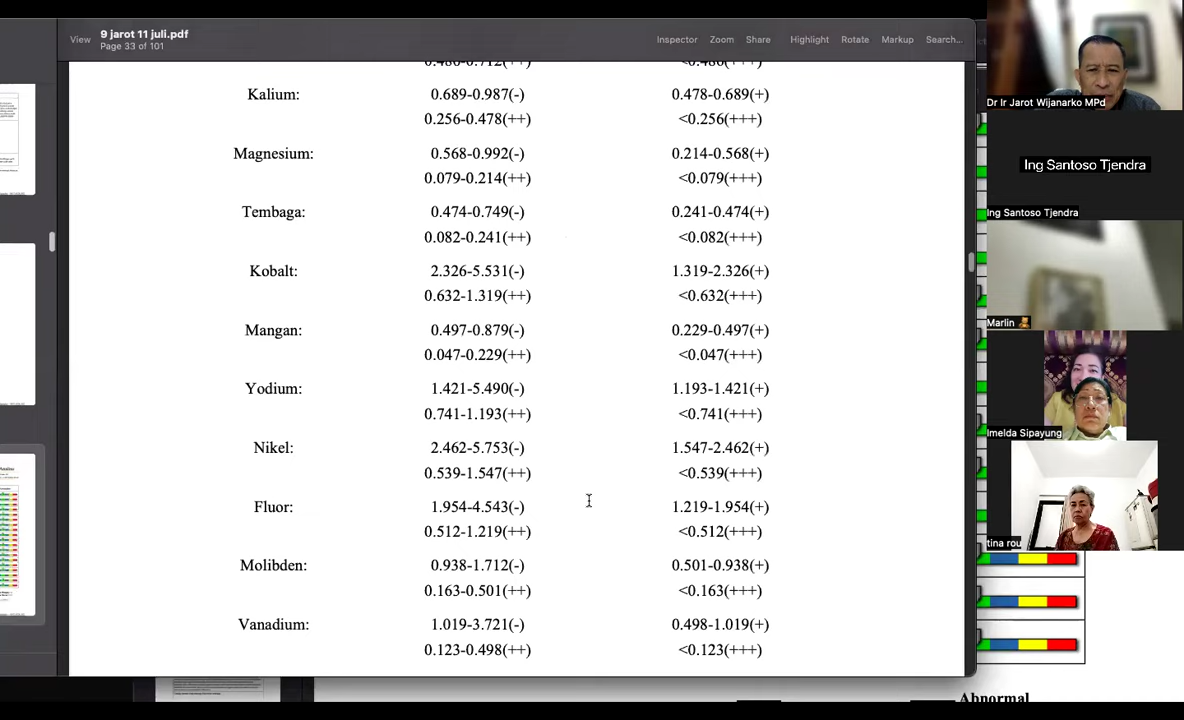 View
9 jarot 11 juli.pdf
Page 33 of 101
Inspector Zoom Share Highlight Rotate Markup Search...
0.486-0.712(++) <0.486(+++)
Kalium: 0.689-0.987(-) 0.478-0.689(+)
0.256-0.478(++) <0.256(+++)
Magnesium: 0.568-0.992(-) 0.214-0.568(+)
0.079-0.214(++) <0.079(+++)
Tembaga: 0.474-0.749(-) 0.241-0.474(+)
0.082-0.241(++) <0.082(+++)
Kobalt: 2.326-5.531(-) 1.319-2.326(+)
0.632-1.319(++) <0.632(+++)
Mangan: 0.497-0.879(-) 0.229-0.497(+)
0.047-0.229(++) <0.047(+++)
Yodium: 1.421-5.490(-) 1.193-1.421(+)
0.741-1.193(++) <0.741(+++)
Nikel: 2.462-5.753(-) 1.547-2.462(+)
0.539-1.547(++) <0.539(+++)
Fluor: 1.954-4.543(-) 1.219-1.954(+)
0.512-1.219(++) <0.512(+++)
Molibden: 0.938-1.712(-) 0.501-0.938(+)
0.163-0.501(++) <0.163(+++)
Vanadium: 1.019-3.721(-) 0.498-1.019(+)
0.123-0.498(++) <0.123(+++)
Abnormal
Dr Ir Jarot Wijanarko MPd
Ing Santoso Tjendra
Ing Santoso Tjendra
Marlin
Imelda Sipayung
tina rou